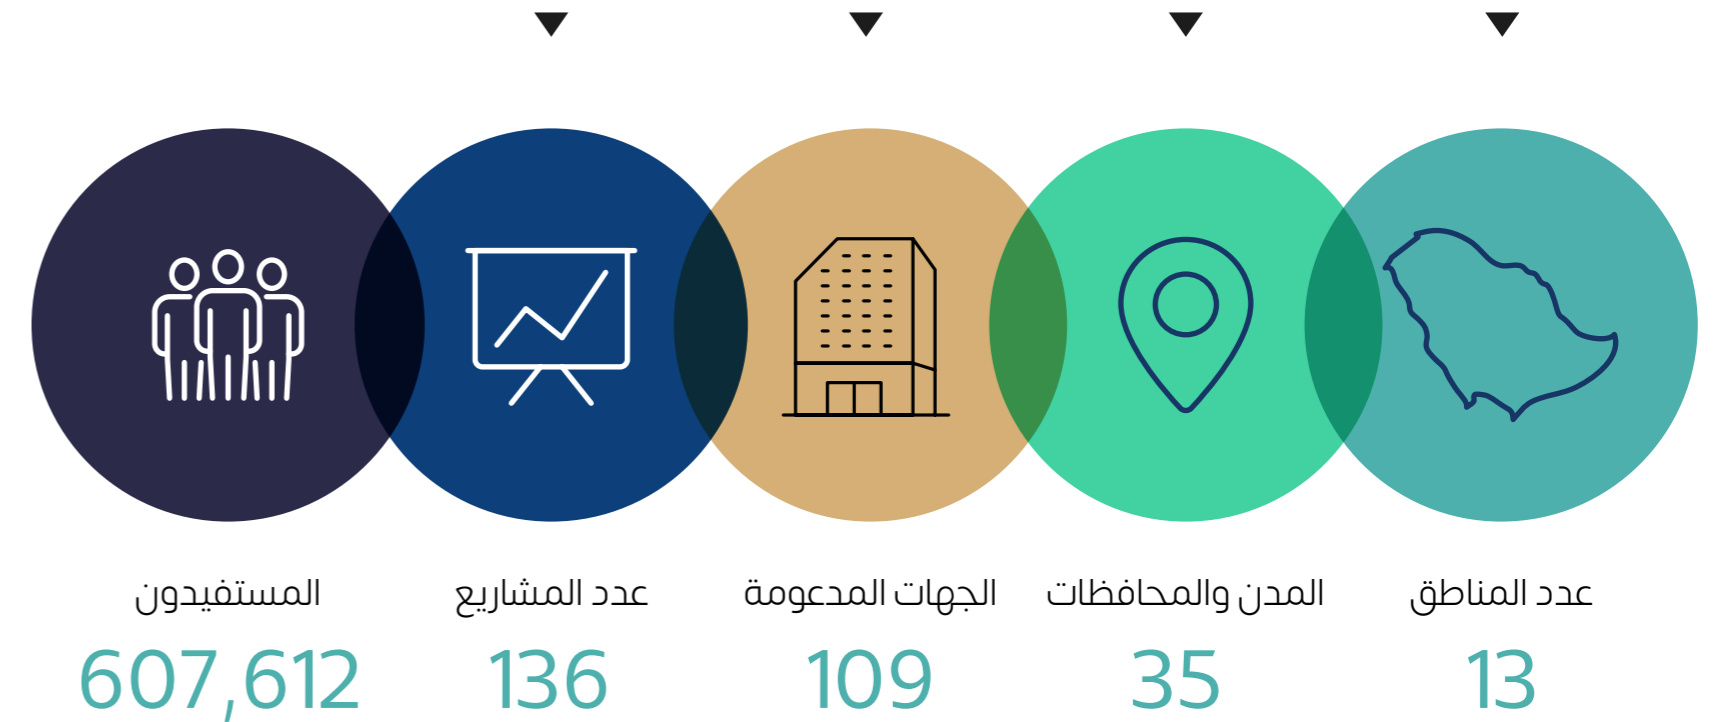 عدد المناطق
13
المدن والمحافظات
35
الجهات المدعومة
109
عدد المشاريع
136
المستفيدون
607,612